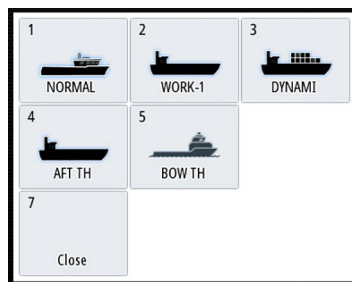 1
2
3
NORMAL
WORK-1
DYNAMI
4
5
AFT TH
BOW TH
7
Close